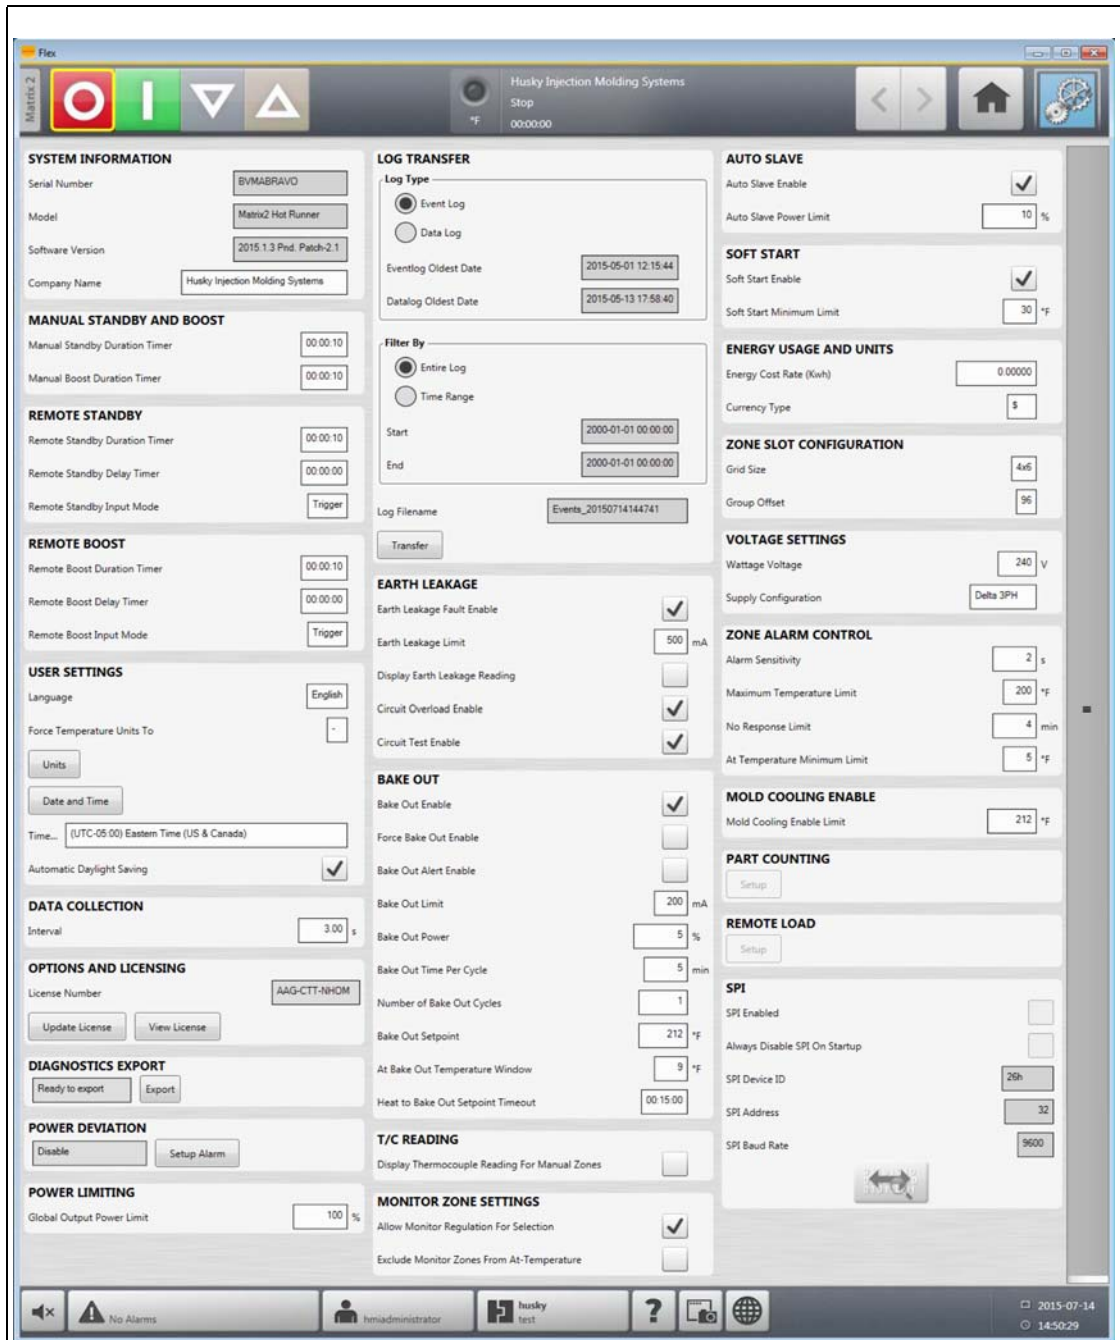 Flex
Matrix 2
°F
Husky Injection Molding Systems
Stop
00:00:00
SYSTEM INFORMATION
Serial Number BVMABRAVO
Model Matrix2 Hot Runner
Software Version 2015.1.3 Pnd. Patch-2.1
Company Name Husky Injection Molding Systems
MANUAL STANDBY AND BOOST
Manual Standby Duration Timer 00:00:10
Manual Boost Duration Timer 00:00:10
REMOTE STANDBY
Remote Standby Duration Timer 00:00:10
Remote Standby Delay Timer 00:00:00
Remote Standby Input Mode Trigger
REMOTE BOOST
Remote Boost Duration Timer 00:00:10
Remote Boost Delay Timer 00:00:00
Remote Boost Input Mode Trigger
USER SETTINGS
Language English
Force Temperature Units To -
Units
Date and Time
Time... (UTC-05:00) Eastern Time (US & Canada)
Automatic Daylight Saving
DATA COLLECTION
Interval 3.00 s
OPTIONS AND LICENSING
License Number AAG-CTT-NHOM
Update License View License
DIAGNOSTICS EXPORT
Ready to export Export
POWER DEVIATION
Disable Setup Alarm
POWER LIMITING
Global Output Power Limit 100 %
LOG TRANSFER
Log Type
Event Log
Data Log
Eventlog Oldest Date 2015-05-01 12:15:44
Datalog Oldest Date 2015-05-13 17:58:40
Filter By
Entire Log
Time Range
Start 2000-01-01 00:00:00
End 2000-01-01 00:00:00
Log Filename Events_20150714144741
Transfer
EARTH LEAKAGE
Earth Leakage Fault Enable
Earth Leakage Limit 500 mA
Display Earth Leakage Reading
Circuit Overload Enable
Circuit Test Enable
BAKE OUT
Bake Out Enable
Force Bake Out Enable
Bake Out Alert Enable
Bake Out Limit 200 mA
Bake Out Power 5 %
Bake Out Time Per Cycle 5 min
Number of Bake Out Cycles 1
Bake Out Setpoint 212 °F
At Bake Out Temperature Window 9 °F
Heat to Bake Out Setpoint Timeout 00:15:00
T/C READING
Display Thermocouple Reading For Manual Zones
MONITOR ZONE SETTINGS
Allow Monitor Regulation For Selection
Exclude Monitor Zones From At-Temperature
AUTO SLAVE
Auto Slave Enable
Auto Slave Power Limit 10 %
SOFT START
Soft Start Enable
Soft Start Minimum Limit 30 °F
ENERGY USAGE AND UNITS
Energy Cost Rate (Kwh) 0.00000
Currency Type $
ZONE SLOT CONFIGURATION
Grid Size 4x6
Group Offset 96
VOLTAGE SETTINGS
Wattage Voltage 240 V
Supply Configuration Delta 3PH
ZONE ALARM CONTROL
Alarm Sensitivity 2 s
Maximum Temperature Limit 200 °F
No Response Limit 4 min
At Temperature Minimum Limit 5 °F
MOLD COOLING ENABLE
Mold Cooling Enable Limit 212 °F
PART COUNTING
Setup
REMOTE LOAD
Setup
SPI
SPI Enabled
Always Disable SPI On Startup
SPI Device ID 26h
SPI Address 32
SPI Baud Rate 9600
No Alarms
hmiadministrator
husky
test
?
2015-07-14
14:50:29